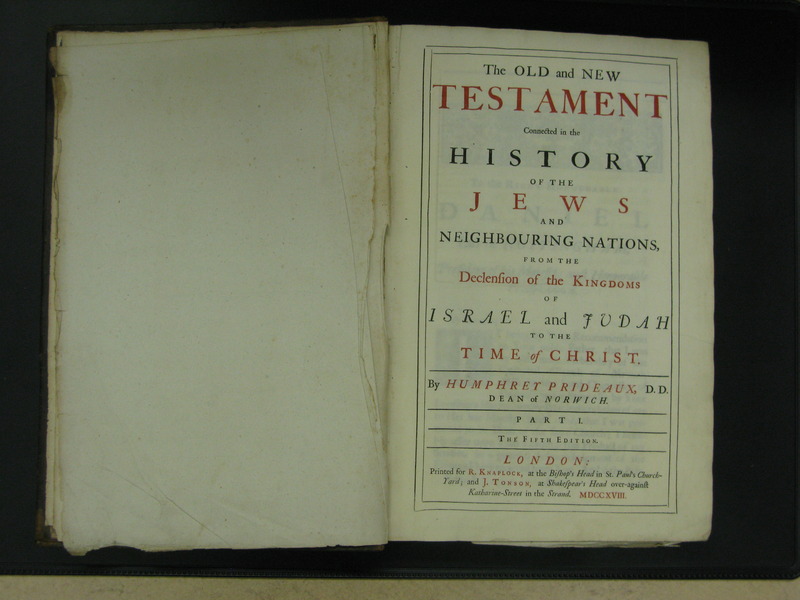 The OLD and NEW
TESTAMENT
Connected in the
HISTORY
OF THE
JEWS
AND
NEIGHBOURING NATIONS,
FROM THE
Declenſion of the KINGDOMS
OF
ISRAEL and JUDAH
TO THE
TIME of CHRIST.
By HUMPHREY PRIDEAUX, D.D.
DEAN of NORWICH.
PART I.
THE FIFTH EDITION.
LONDON:
Printed for R. KNAPLOCK, at the Biſhop's Head in St. Paul's Church-
Yard; and J. TONSON, at Shakeſpear's Head over-againſt
Katharine-Street in the Strand. MDCCXVIII.